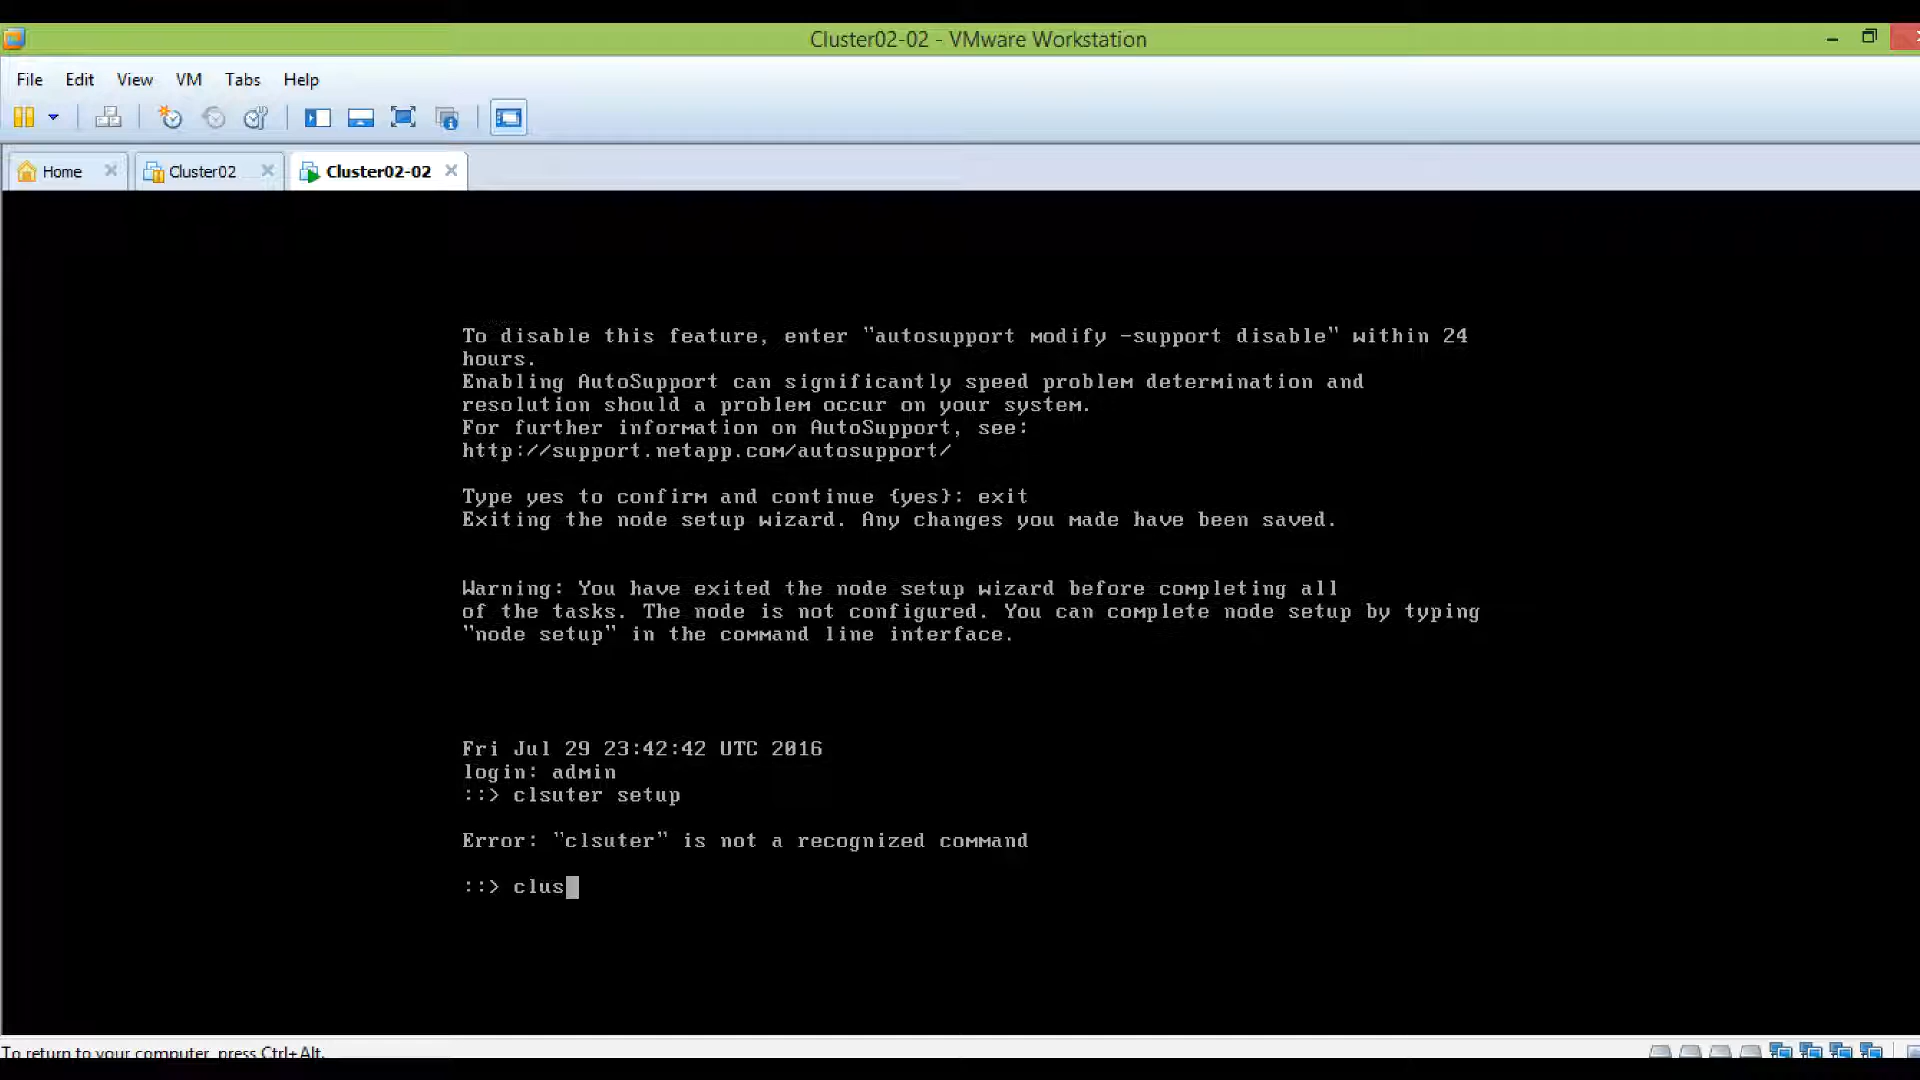 Cluster02-02 - VMware Workstation
File Edit View VM Tabs Help
Home Cluster02 Cluster02-02
To disable this feature, enter "autosupport modify -support disable" within 24
hours.
Enabling AutoSupport can significantly speed problem determination and
resolution should a problem occur on your system.
For further information on AutoSupport, see:
http://support.netapp.com/autosupport/
Type yes to confirm and continue {yes}: exit
Exiting the node setup wizard. Any changes you made have been saved.
Warning: You have exited the node setup wizard before completing all
of the tasks. The node is not configured. You can complete node setup by typing
"node setup" in the command line interface.
Fri Jul 29 23:42:42 UTC 2016
login: admin
::> clsuter setup
Error: "clsuter" is not a recognized command
::> clus
To return to your computer, press Ctrl+Alt.